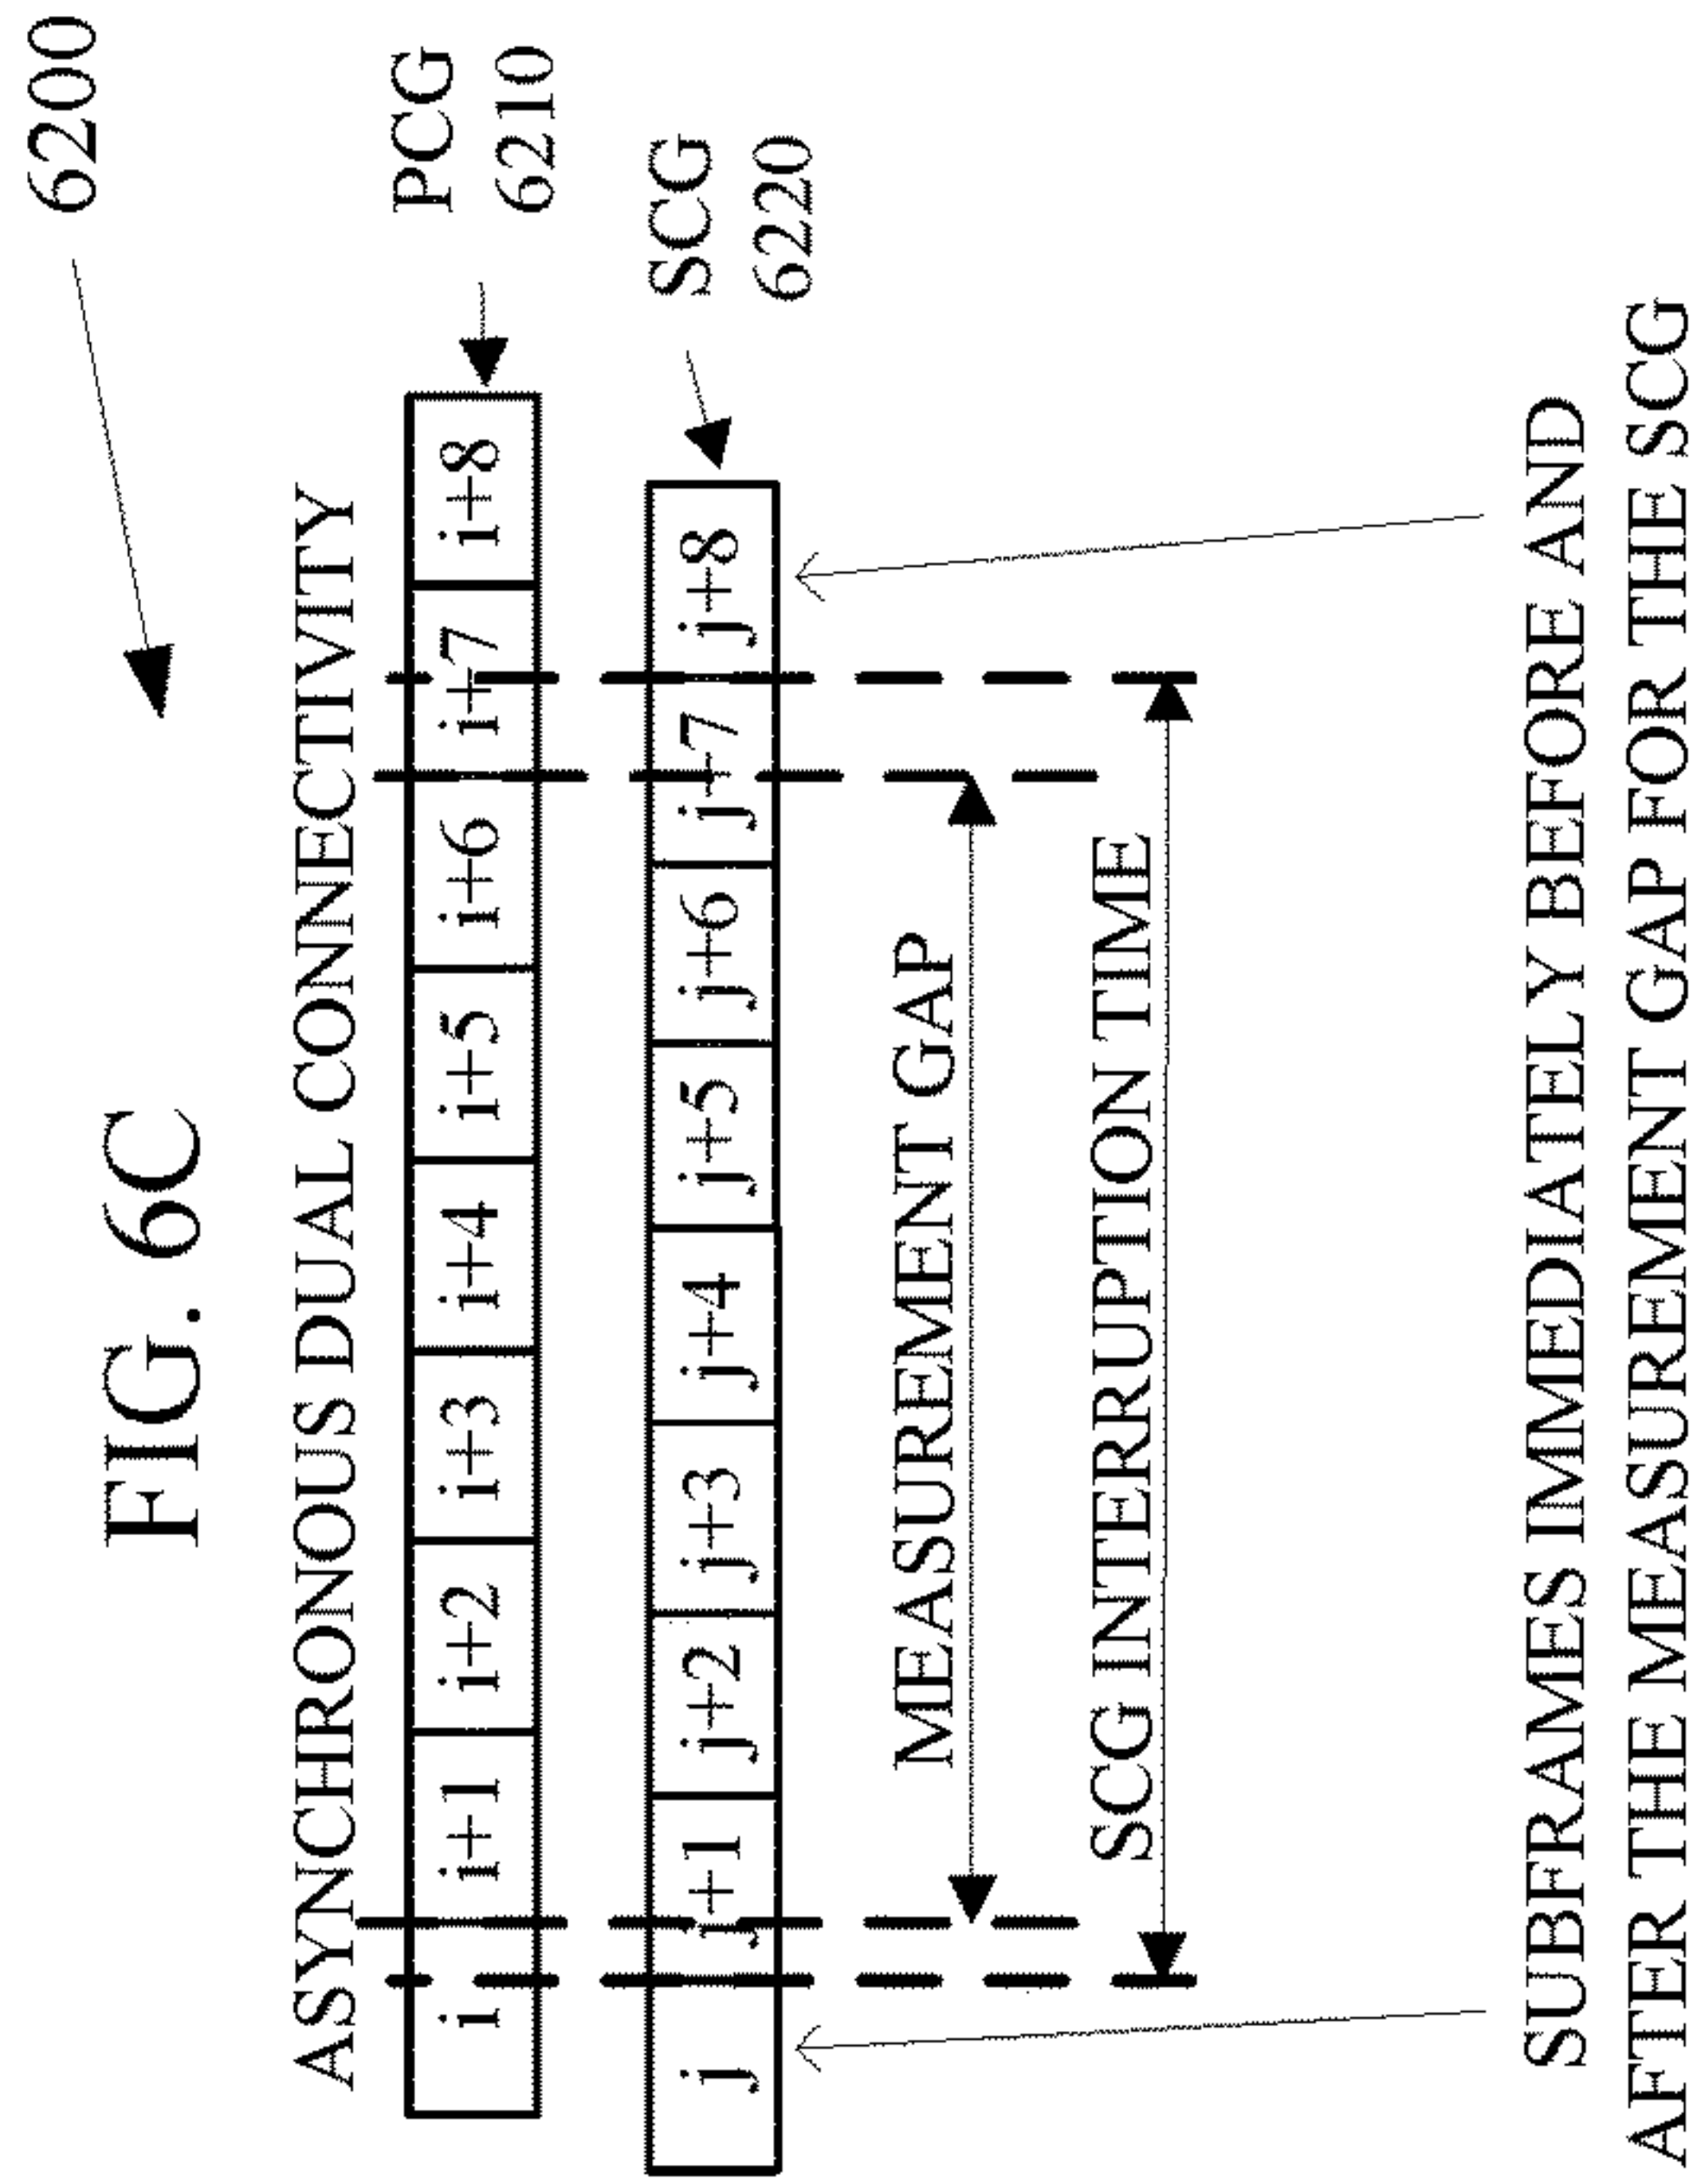 6200
FIG. 6C
ASYNCHRONOUS DUAL CONNECTIVITY
i i+1 i+2 i+3 i+4 i+5 i+6 i+7 i+8
PCG
6210
j j+1 j+2 j+3 j+4 j+5 j+6 j+7 j+8
SCG
6220
MEASUREMENT GAP
SCG INTERRUPTION TIME
SUBFRAMES IMMEDIATELY BEFORE AND
AFTER THE MEASUREMENT GAP FOR THE SCG